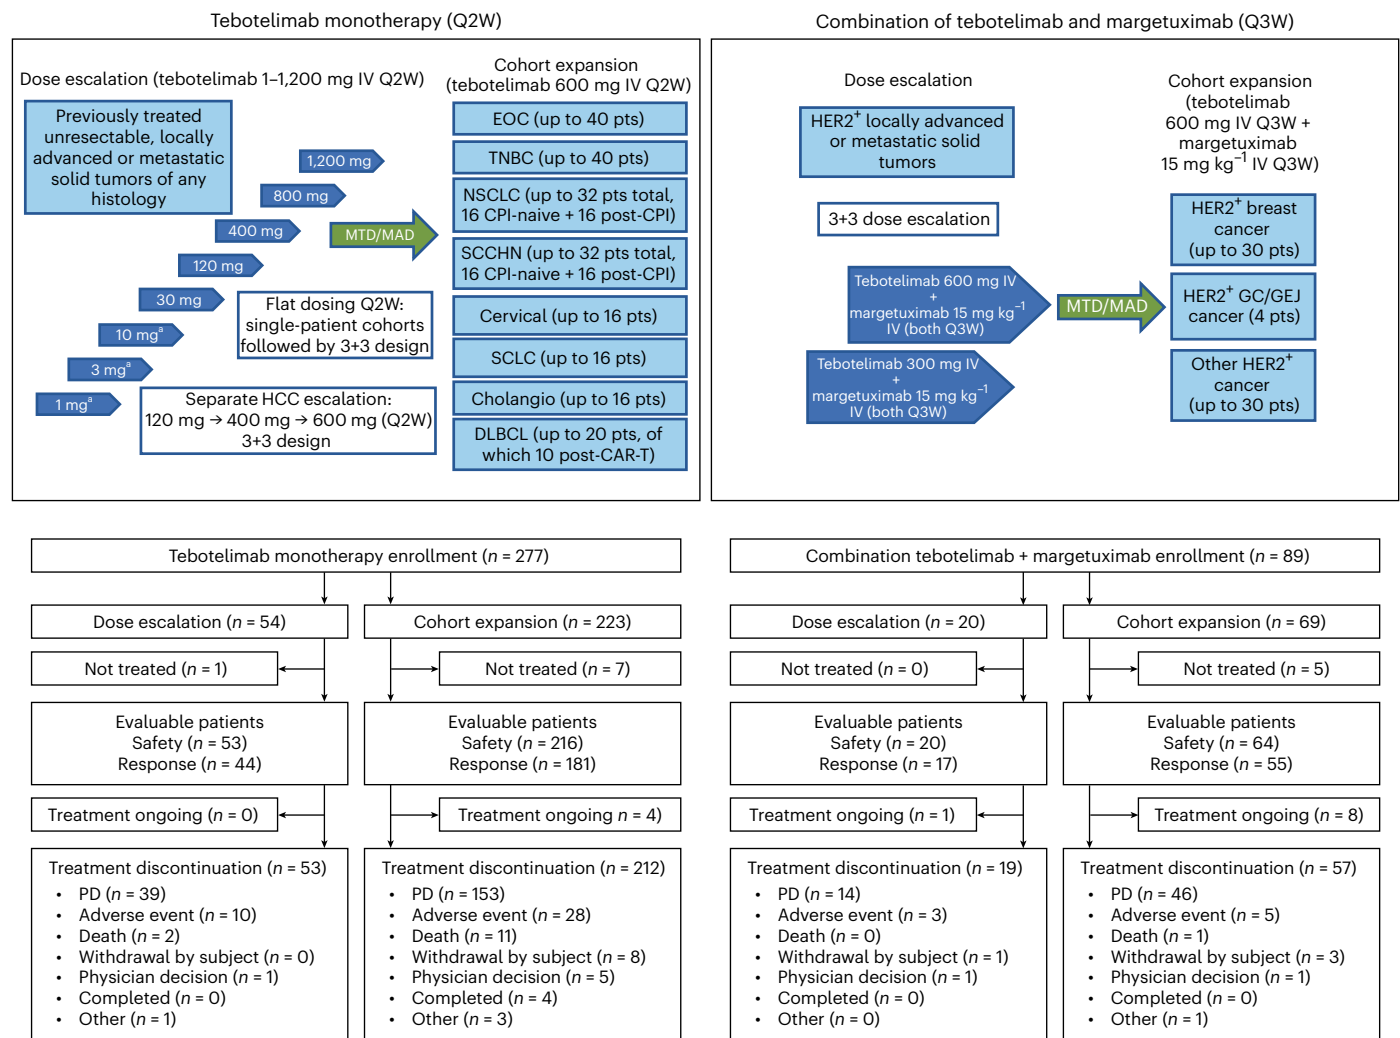 Tebotelimab monotherapy (Q2W)
Dose escalation (tebotelimab 1–1,200 mg IV Q2W)
Previously treated
unresectable, locally
advanced or metastatic
solid tumors of any
histology
1,200 mg
800 mg
400 mg
120 mg
30 mg
10 mgᵃ
3 mgᵃ
1 mgᵃ
MTD/MAD
Flat dosing Q2W:
single-patient cohorts
followed by 3+3 design
Separate HCC escalation:
120 mg → 400 mg → 600 mg (Q2W)
3+3 design
Cohort expansion
(tebotelimab 600 mg IV Q2W)
EOC (up to 40 pts)
TNBC (up to 40 pts)
NSCLC (up to 32 pts total,
16 CPI-naive + 16 post-CPI)
SCCHN (up to 32 pts total,
16 CPI-naive + 16 post-CPI)
Cervical (up to 16 pts)
SCLC (up to 16 pts)
Cholangio (up to 16 pts)
DLBCL (up to 20 pts, of
which 10 post-CAR-T)
Combination of tebotelimab and margetuximab (Q3W)
Dose escalation
HER2⁺ locally advanced
or metastatic solid
tumors
3+3 dose escalation
Tebotelimab 600 mg IV
+
margetuximab 15 mg kg⁻¹
IV (both Q3W)
Tebotelimab 300 mg IV
+
margetuximab 15 mg kg⁻¹
IV (both Q3W)
MTD/MAD
Cohort expansion
(tebotelimab
600 mg IV Q3W +
margetuximab
15 mg kg⁻¹ IV Q3W)
HER2⁺ breast
cancer
(up to 30 pts)
HER2⁺ GC/GEJ
cancer (4 pts)
Other HER2⁺
cancer
(up to 30 pts)
Tebotelimab monotherapy enrollment (n = 277)
Dose escalation (n = 54)
Not treated (n = 1)
Evaluable patients
Safety (n = 53)
Response (n = 44)
Treatment ongoing (n = 0)
Treatment discontinuation (n = 53)
• PD (n = 39)
• Adverse event (n = 10)
• Death (n = 2)
• Withdrawal by subject (n = 0)
• Physician decision (n = 1)
• Completed (n = 0)
• Other (n = 1)
Cohort expansion (n = 223)
Not treated (n = 7)
Evaluable patients
Safety (n = 216)
Response (n = 181)
Treatment ongoing n = 4)
Treatment discontinuation (n = 212)
• PD (n = 153)
• Adverse event (n = 28)
• Death (n = 11)
• Withdrawal by subject (n = 8)
• Physician decision (n = 5)
• Completed (n = 4)
• Other (n = 3)
Combination tebotelimab + margetuximab enrollment (n = 89)
Dose escalation (n = 20)
Not treated (n = 0)
Evaluable patients
Safety (n = 20)
Response (n = 17)
Treatment ongoing (n = 1)
Treatment discontinuation (n = 19)
• PD (n = 14)
• Adverse event (n = 3)
• Death (n = 0)
• Withdrawal by subject (n = 1)
• Physician decision (n = 1)
• Completed (n = 0)
• Other (n = 0)
Cohort expansion (n = 69)
Not treated (n = 5)
Evaluable patients
Safety (n = 64)
Response (n = 55)
Treatment ongoing (n = 8)
Treatment discontinuation (n = 57)
• PD (n = 46)
• Adverse event (n = 5)
• Death (n = 1)
• Withdrawal by subject (n = 3)
• Physician decision (n = 1)
• Completed (n = 0)
• Other (n = 1)